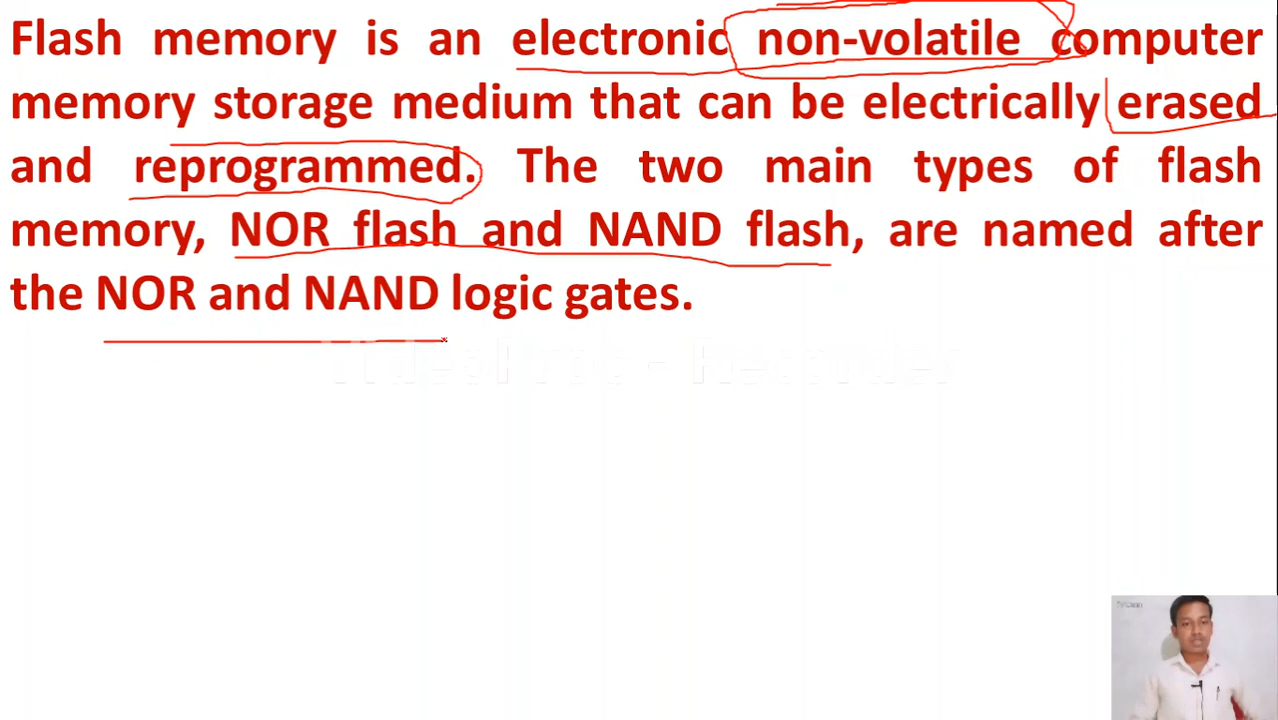 Flash memory is an electronic non-volatile computer
memory storage medium that can be electrically erased
and reprogrammed. The two main types of flash
memory, NOR flash and NAND flash, are named after
the NOR and NAND logic gates.
VideoProc - Recorder